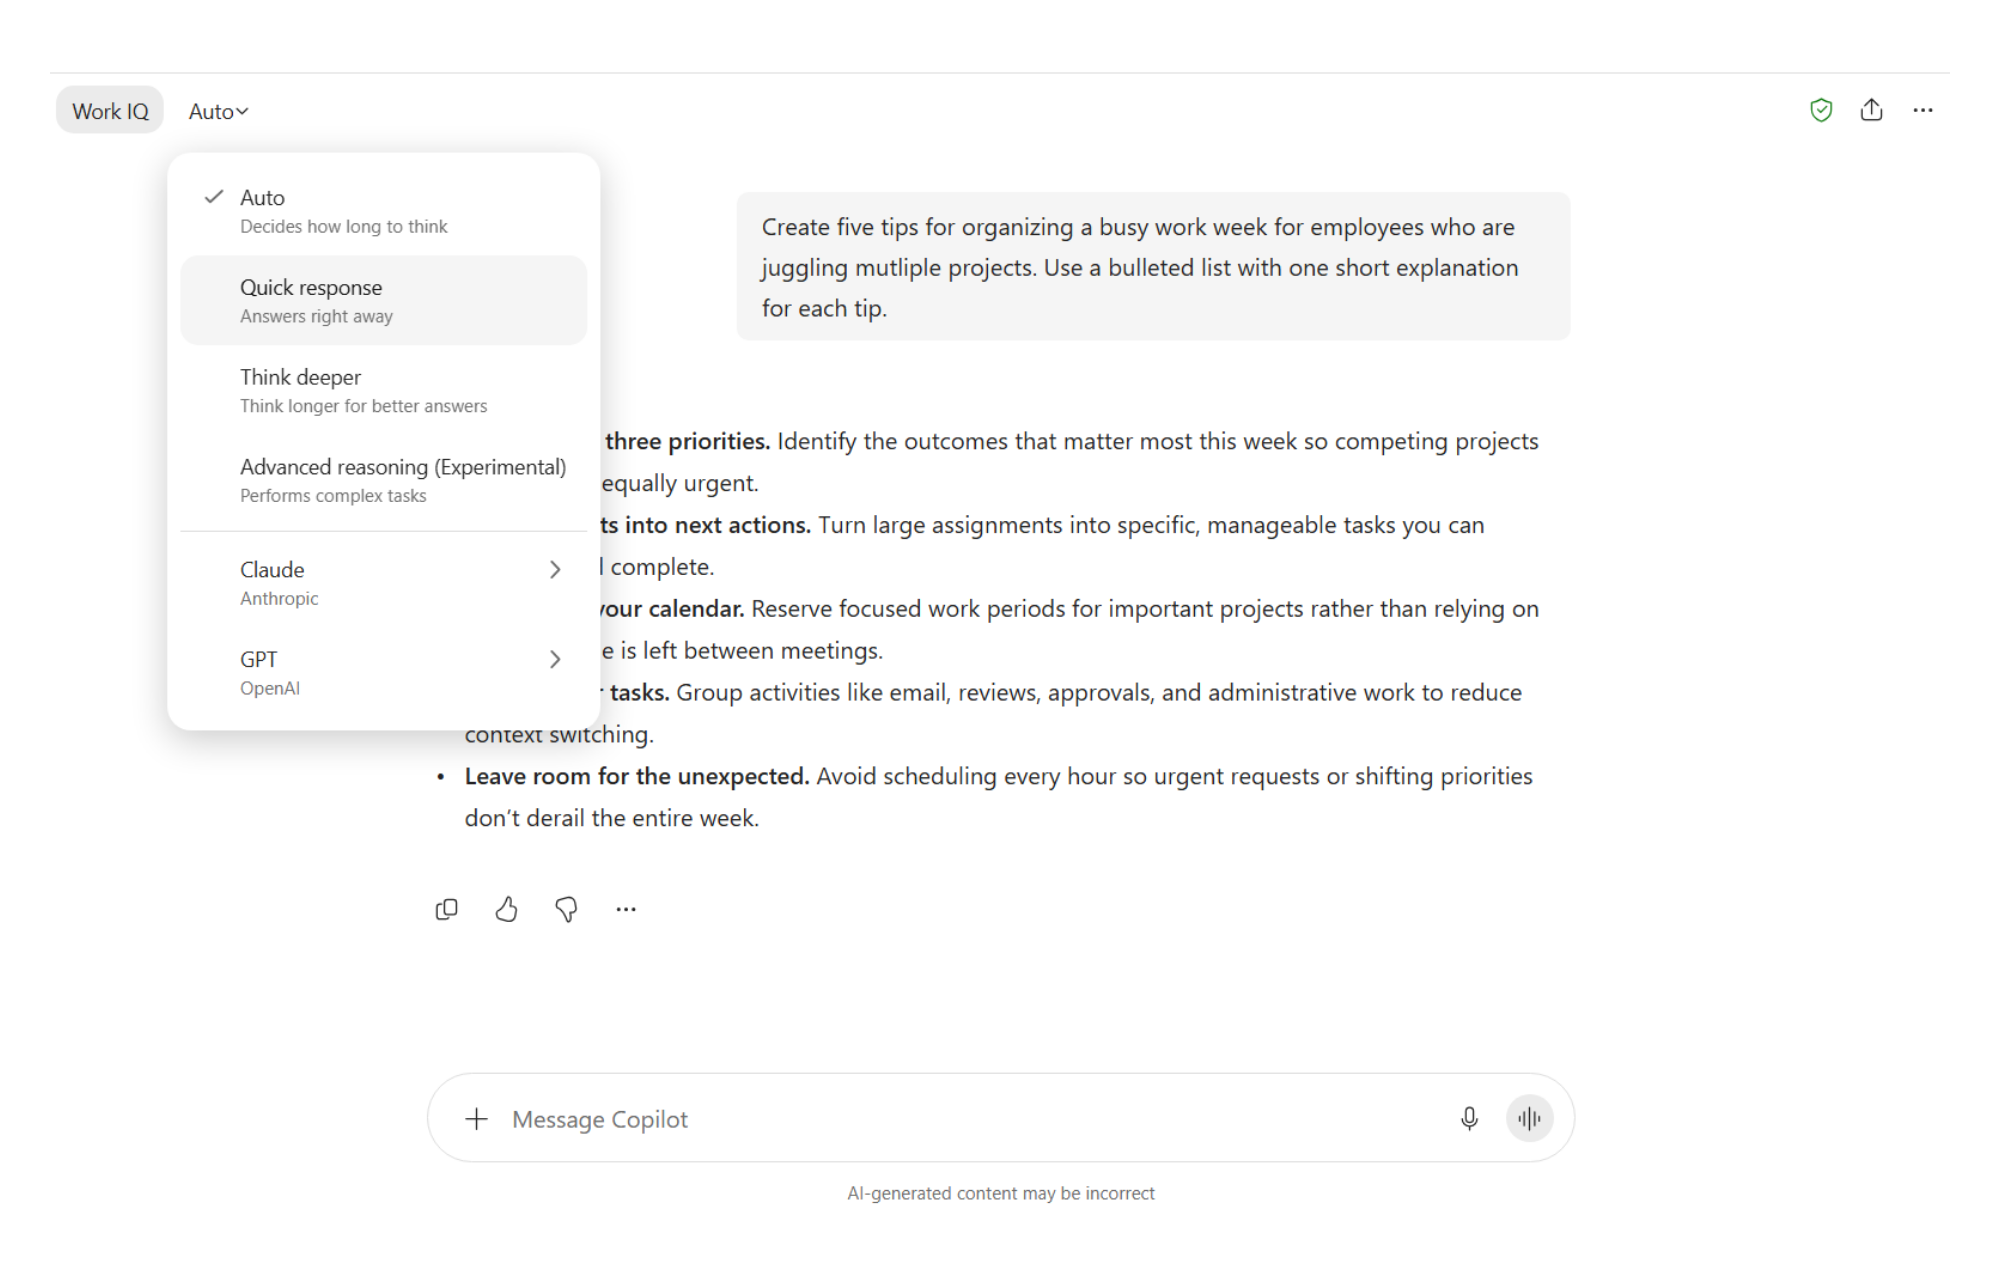 Work IQ
Auto
Auto
Decides how long to think
Quick response
Answers right away
Think deeper
Think longer for better answers
Advanced reasoning (Experimental)
Performs complex tasks
Claude
Anthropic
GPT
OpenAI
Create five tips for organizing a busy work week for employees who are
juggling mutliple projects. Use a bulleted list with one short explanation
for each tip.
three priorities. Identify the outcomes that matter most this week so competing projects
equally urgent.
ts into next actions. Turn large assignments into specific, manageable tasks you can
complete.
your calendar. Reserve focused work periods for important projects rather than relying on
e is left between meetings.
tasks. Group activities like email, reviews, approvals, and administrative work to reduce
context switching.
• Leave room for the unexpected. Avoid scheduling every hour so urgent requests or shifting priorities
don't derail the entire week.
Message Copilot
AI-generated content may be incorrect